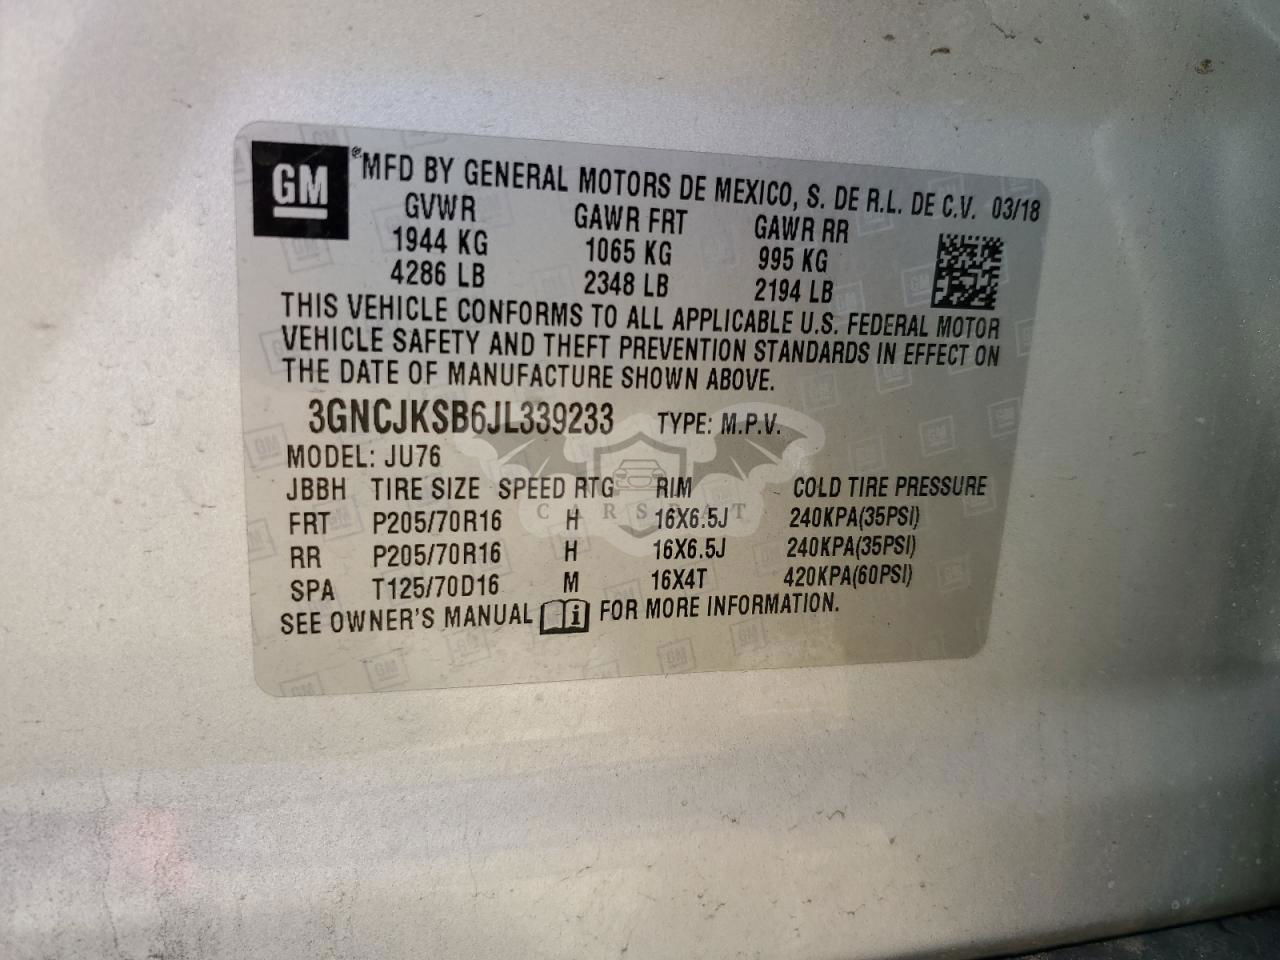 GM ® MFD BY GENERAL MOTORS DE MEXICO, S. DE R.L. DE C.V. 03/18
GVWR GAWR FRT GAWR RR
1944 KG 1065 KG 995 KG
4286 LB 2348 LB 2194 LB
THIS VEHICLE CONFORMS TO ALL APPLICABLE U.S. FEDERAL MOTOR
VEHICLE SAFETY AND THEFT PREVENTION STANDARDS IN EFFECT ON
THE DATE OF MANUFACTURE SHOWN ABOVE.
3GNCJKSB6JL339233 TYPE: M.P.V.
MODEL: JU76
JBBH TIRE SIZE SPEED RTG RIM COLD TIRE PRESSURE
FRT P205/70R16 H 16X6.5J 240KPA(35PSI)
RR P205/70R16 H 16X6.5J 240KPA(35PSI)
SPA T125/70D16 M 16X4T 420KPA(60PSI)
SEE OWNER'S MANUAL i FOR MORE INFORMATION.